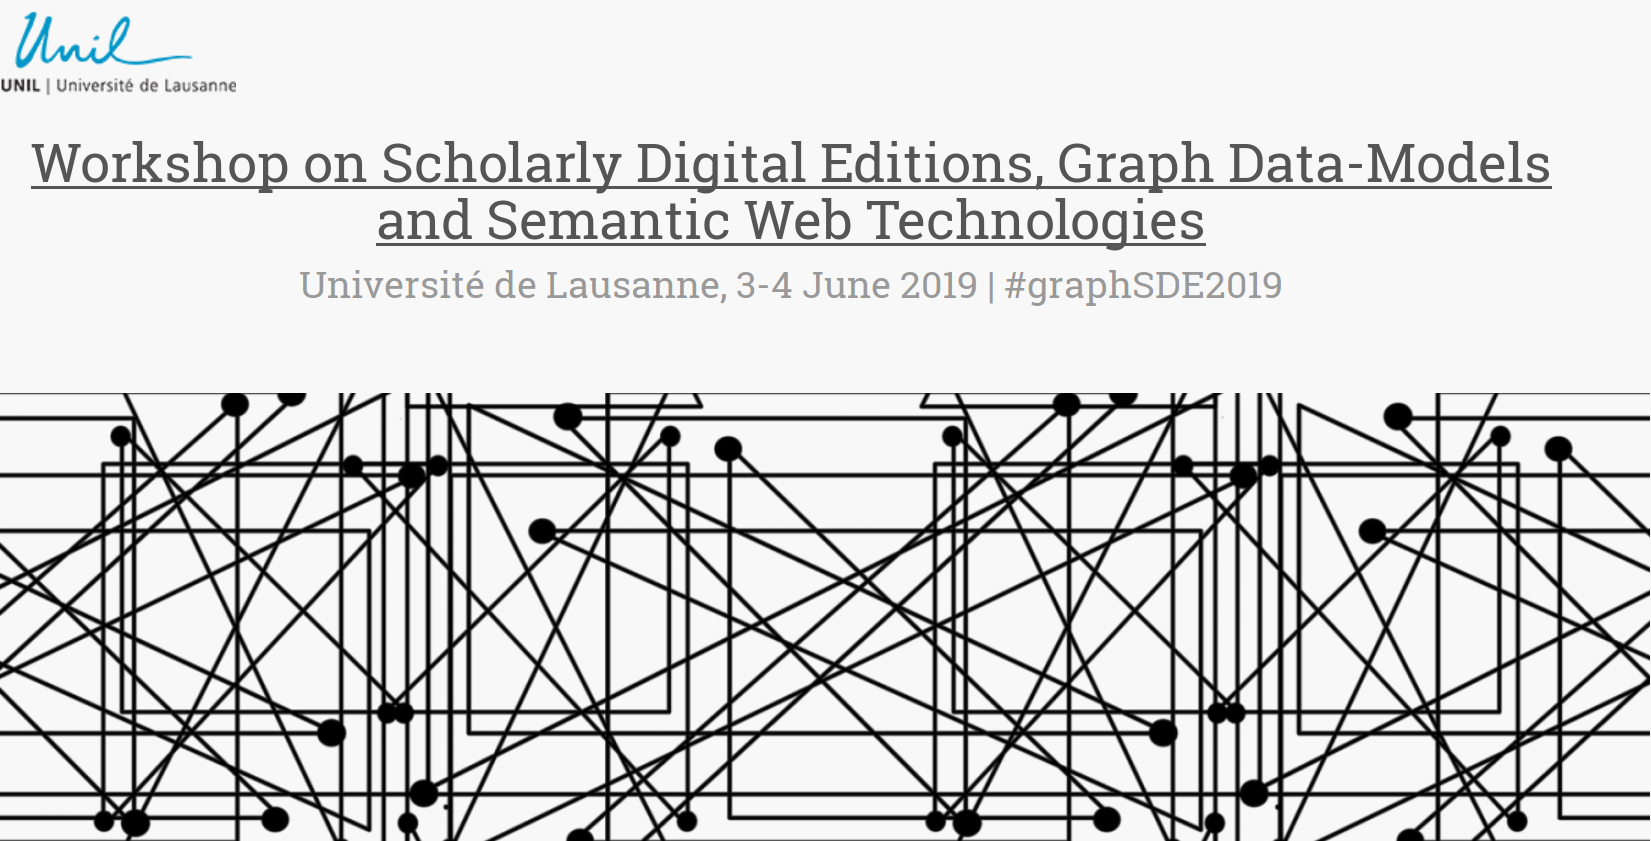 Unil
UNIL | Université de Lausanne
Workshop on Scholarly Digital Editions, Graph Data-Models
and Semantic Web Technologies
Université de Lausanne, 3-4 June 2019 | #graphSDE2019